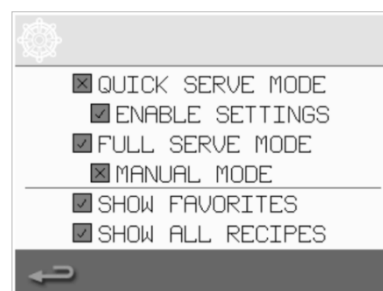 QUICK SERVE MODE
ENABLE SETTINGS
FULL SERVE MODE
MANUAL MODE
SHOW FAVORITES
SHOW ALL RECIPES